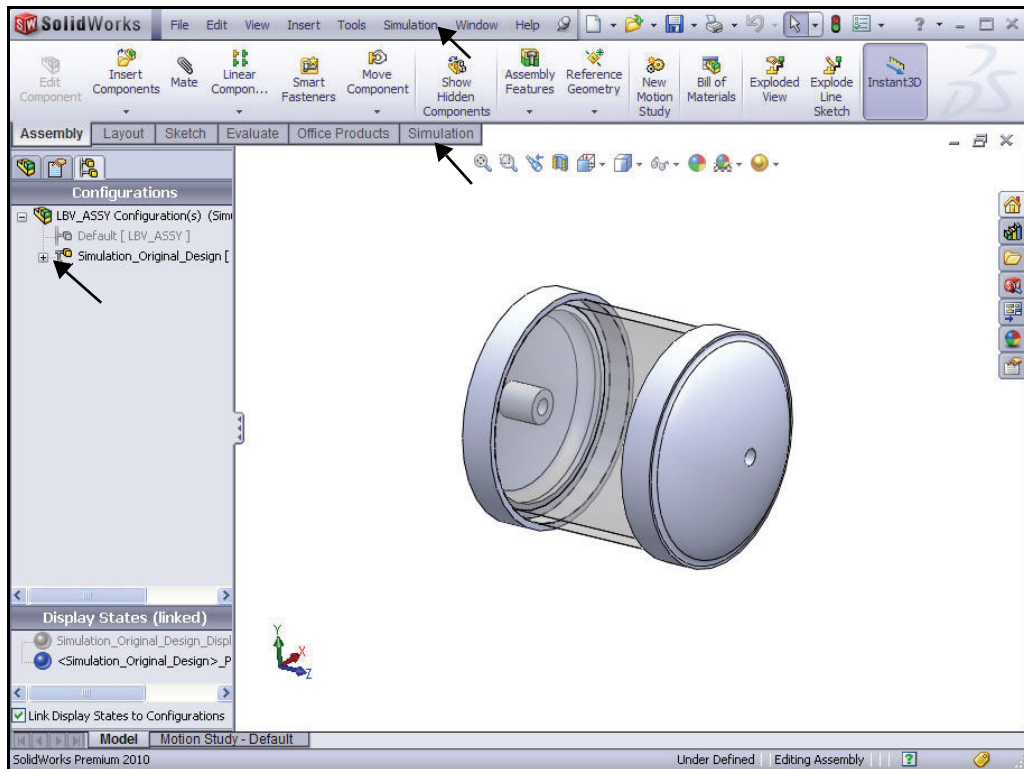 SolidWorks File Edit View Insert Tools Simulation Window Help
Edit Component
Insert Components
Mate
Linear Compon...
Smart Fasteners
Move Component
Show Hidden Components
Assembly Features
Reference Geometry
New Motion Study
Bill of Materials
Exploded View
Explode Line Sketch
Instant3D
Assembly Layout Sketch Evaluate Office Products Simulation
Configurations
LBV_ASSY Configuration(s) (Simu
Default [ LBV_ASSY ]
Simulation_Original_Design [
Y
X
Z
Display States (linked)
Simulation_Original_Design_Displ
<Simulation_Original_Design>_P
Link Display States to Configurations
Model Motion Study - Default
SolidWorks Premium 2010 Under Defined Editing Assembly